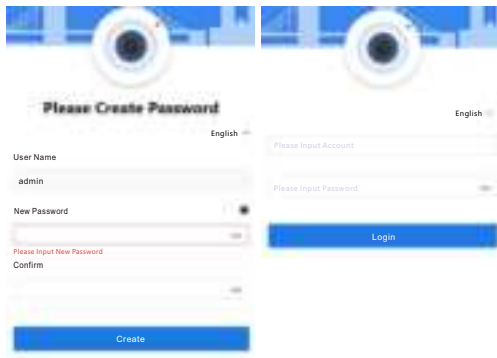 Please Create Password
English
User Name
admin
New Password
Please Input New Password
Confirm
Create
English
Please Input Account
Please Input Password
Login